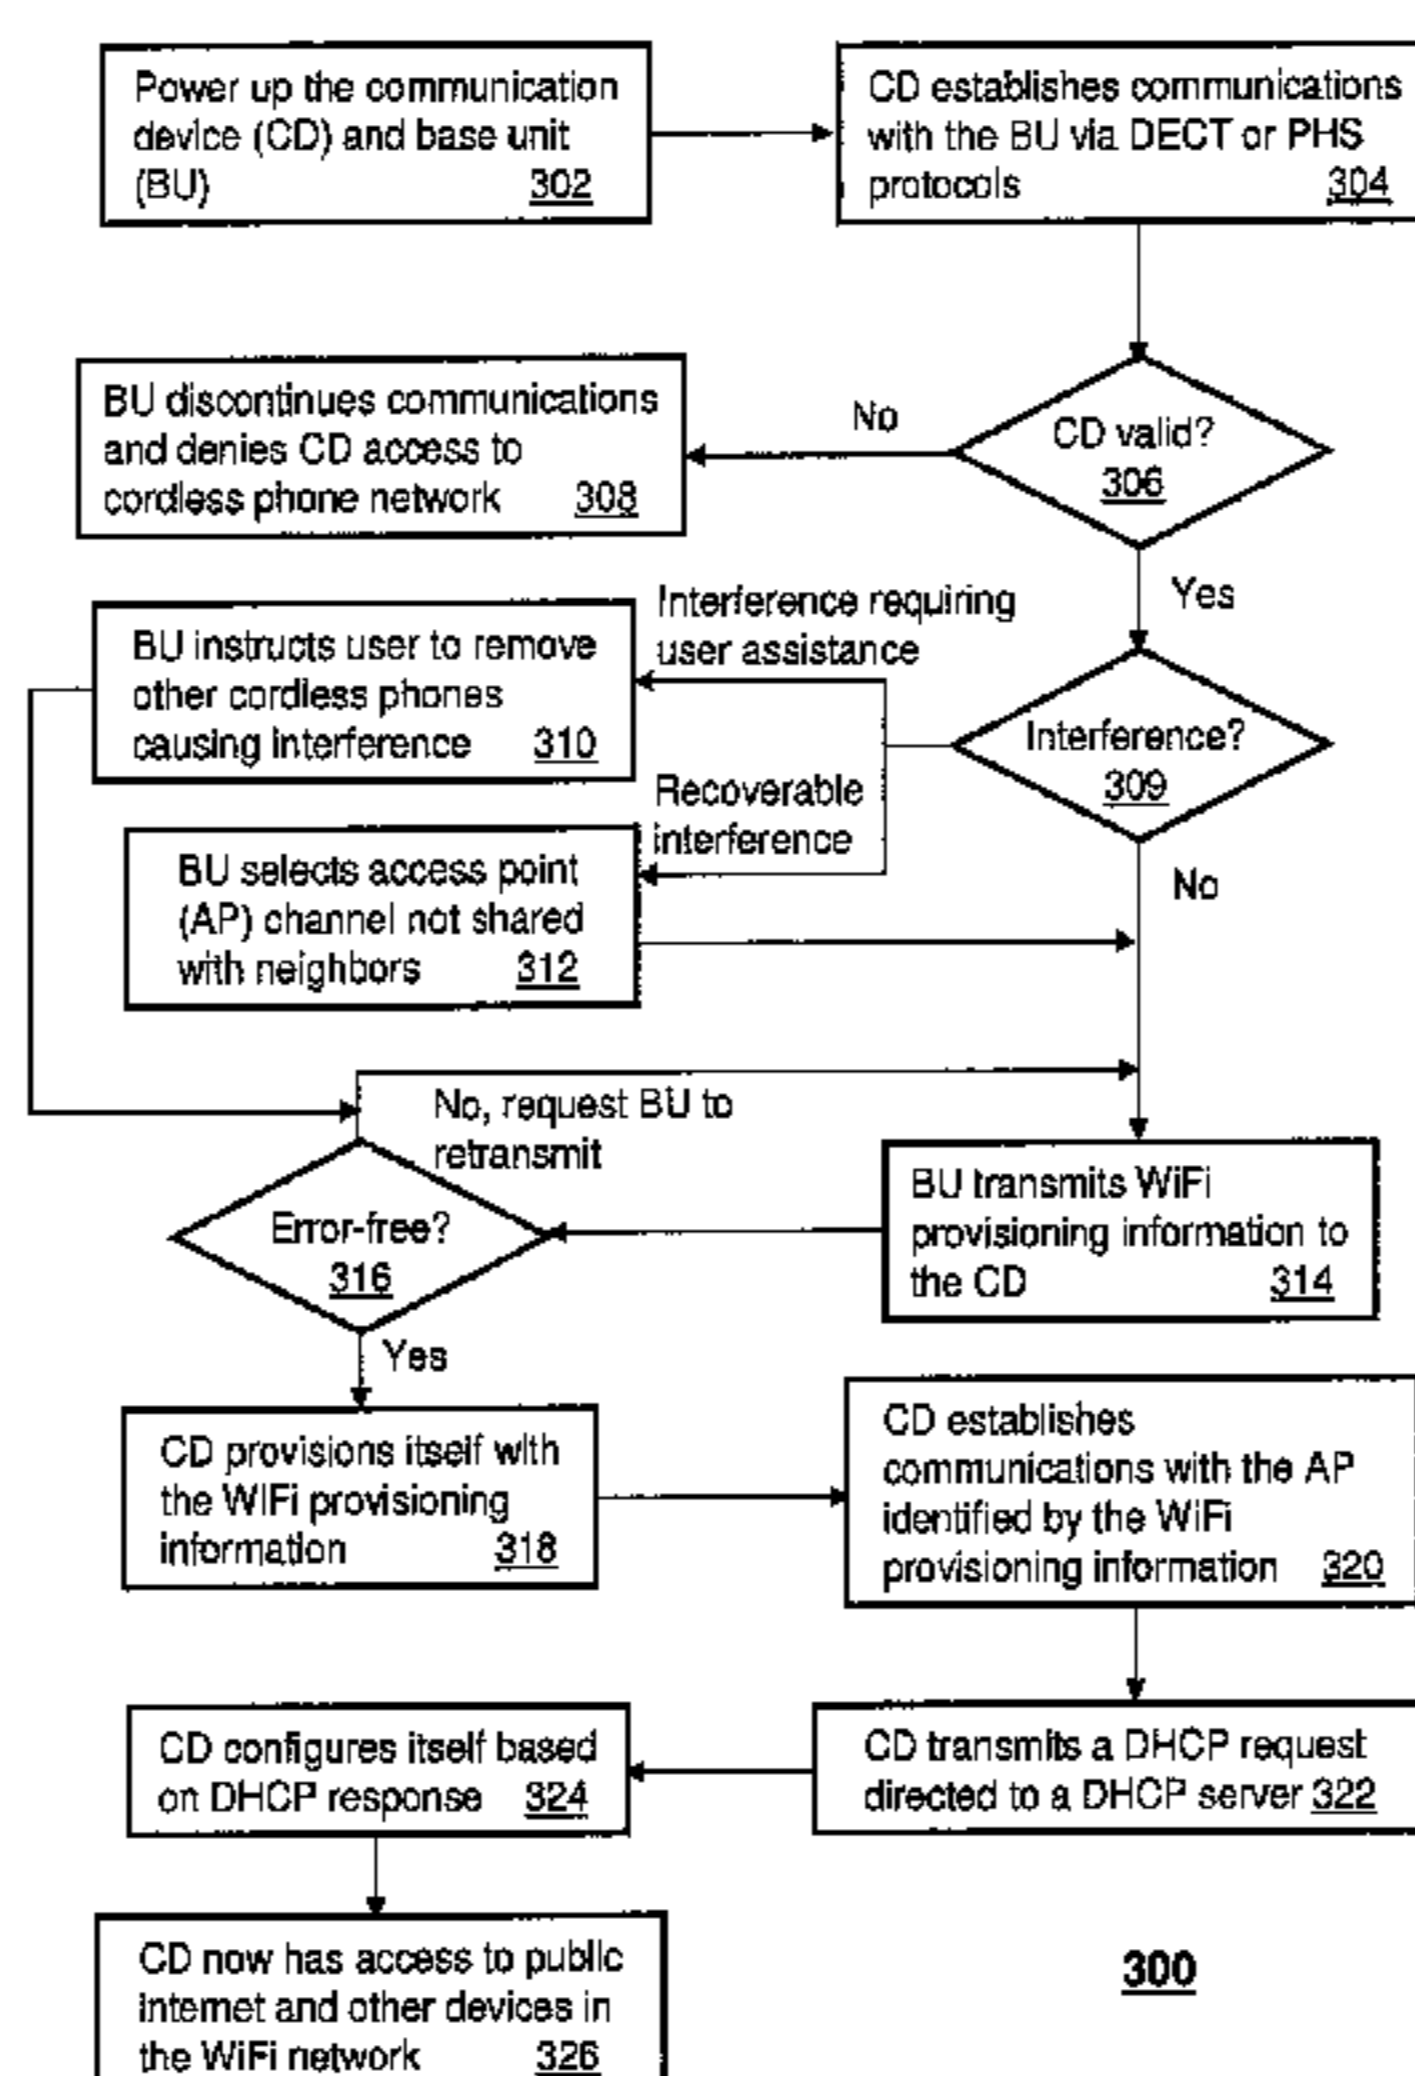 Power up the communication
device (CD) and base unit
(BU) 302
CD establishes communications
with the BU via DECT or PHS
protocols 304
CD valid?
306
No
BU discontinues communications
and denies CD access to
cordless phone network 308
Yes
Interference?
309
Interference requiring
user assistance
BU instructs user to remove
other cordless phones
causing interference 310
Recoverable
interference
BU selects access point
(AP) channel not shared
with neighbors 312
No
BU transmits WiFi
provisioning information to
the CD 314
No, request BU to
retransmit
Error-free?
316
Yes
CD provisions itself with
the WiFi provisioning
information 318
CD establishes
communications with the AP
identified by the WiFi
provisioning information 320
CD transmits a DHCP request
directed to a DHCP server 322
CD configures itself based
on DHCP response 324
CD now has access to public
internet and other devices in
the WiFi network 326
300